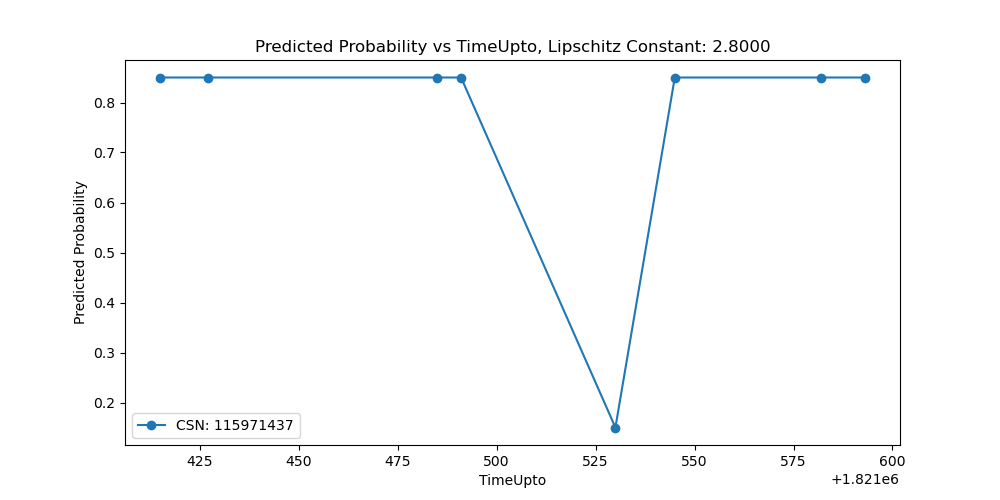 Predicted Probability vs TimeUpto, Lipschitz Constant: 2.8000
Predicted Probability
0.8
0.7
0.6
0.5
0.4
0.3
0.2
CSN: 115971437
425 450 475 500 525 550 575 600
TimeUpto
+1.821e6